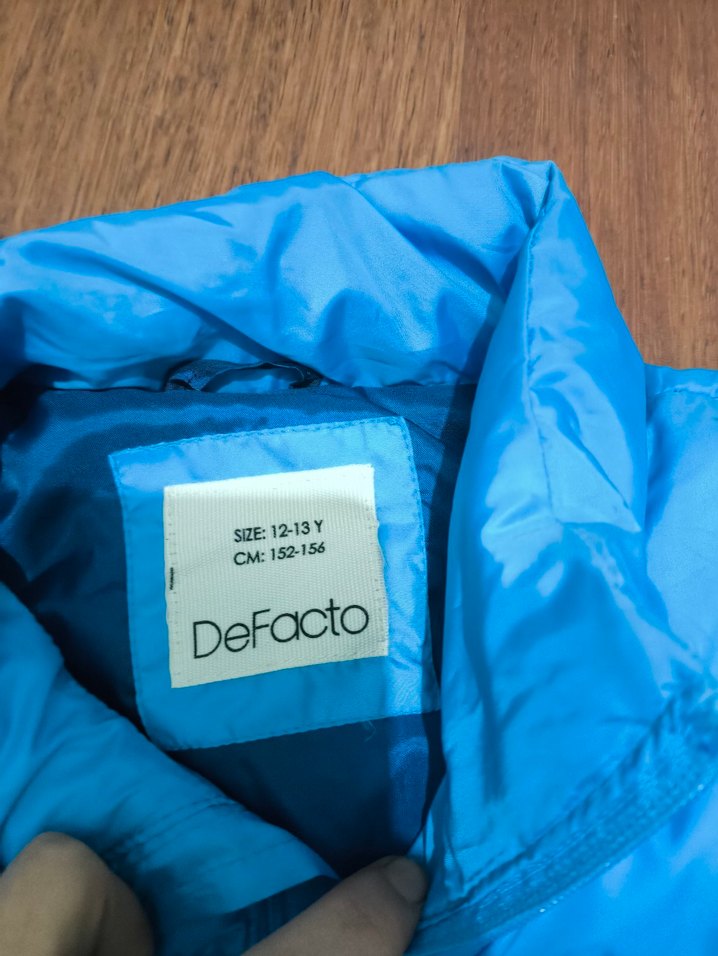 SIZE: 12-13 Y
CM: 152-156
DeFacto